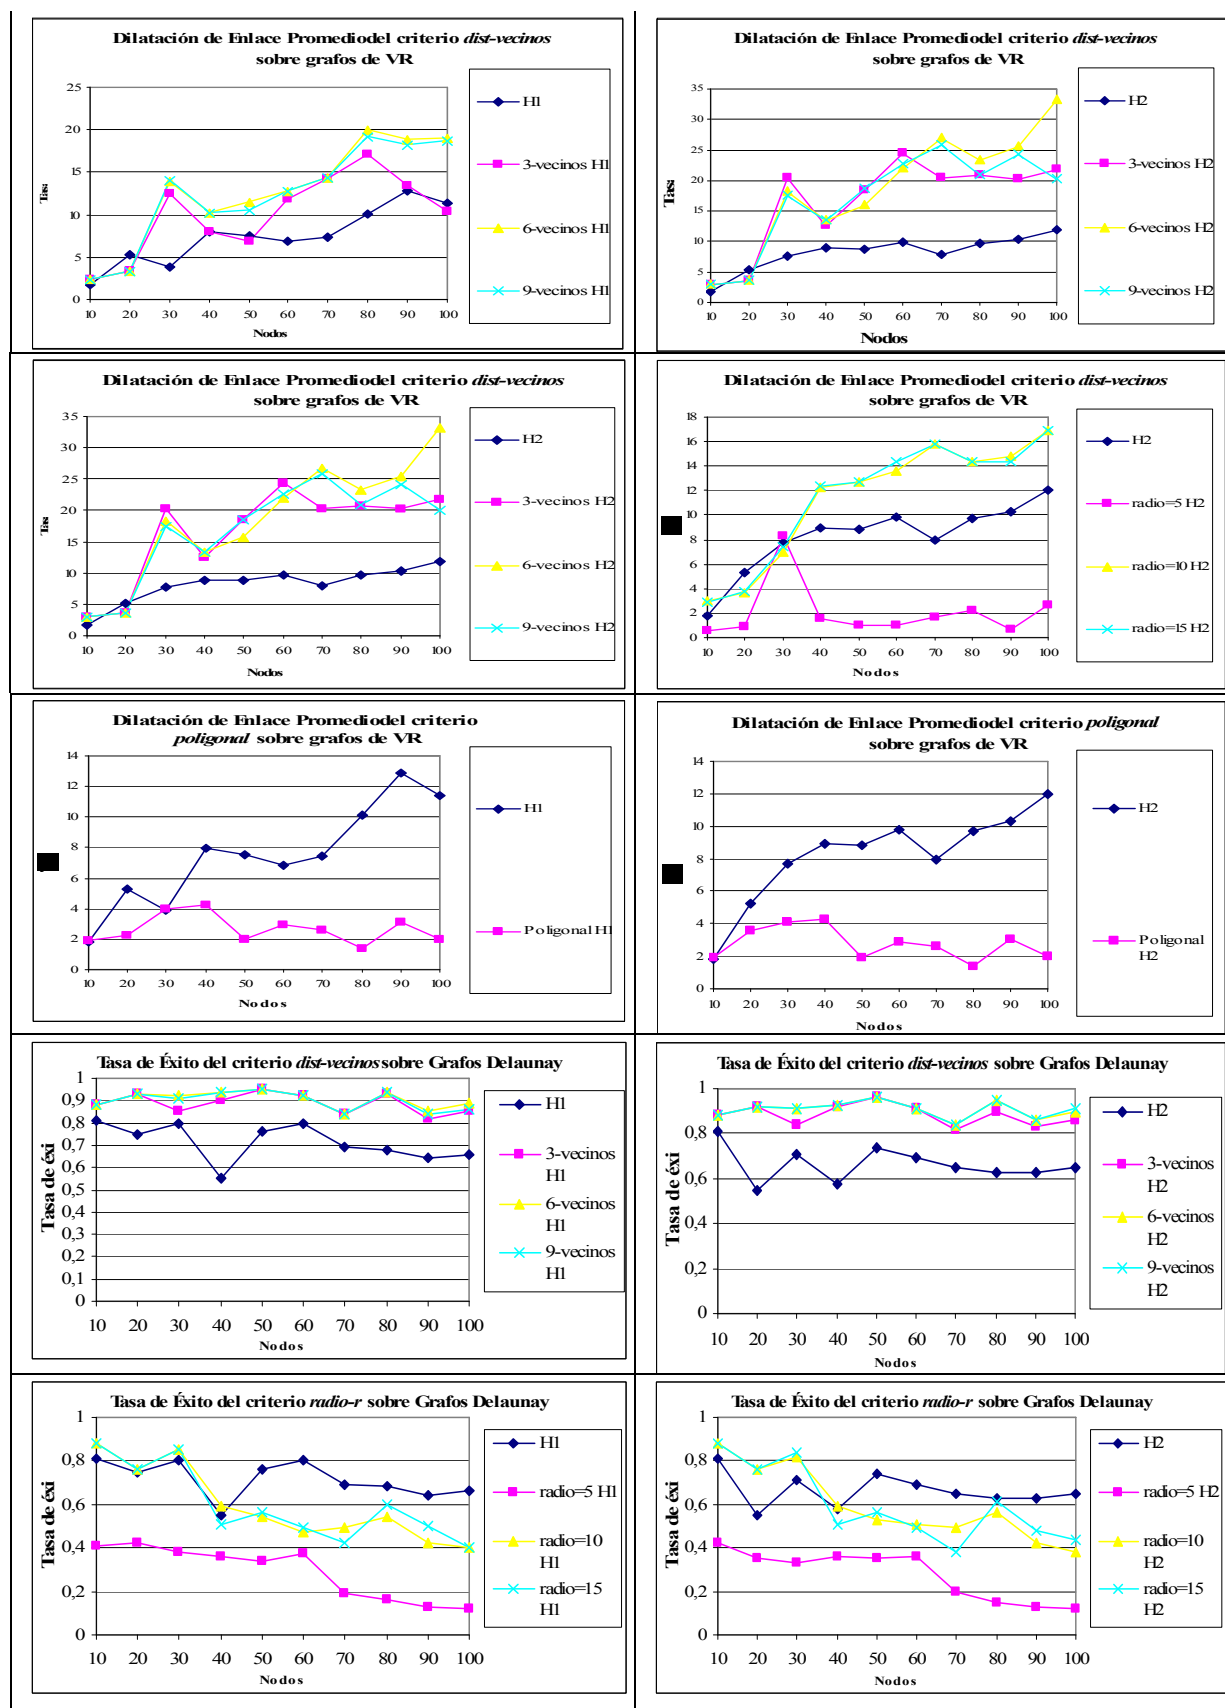 Dilatación de Enlace Promediodel criterio dist-vecinos
sobre grafos de VR
25
20
15
10
5
0
Tasa
10 20 30 40 50 60 70 80 90 100
Nodos
H1
3-vecinos H1
6-vecinos H1
9-vecinos H1
Dilatación de Enlace Promediodel criterio dist-vecinos
sobre grafos de VR
35
30
25
20
15
10
5
0
Tasa
10 20 30 40 50 60 70 80 90 100
Nodos
H2
3-vecinos H2
6-vecinos H2
9-vecinos H2
Dilatación de Enlace Promediodel criterio dist-vecinos
sobre grafos de VR
35
30
25
20
15
10
5
0
Tasa
10 20 30 40 50 60 70 80 90 100
Nodos
H2
3-vecinos H2
6-vecinos H2
9-vecinos H2
Dilatación de Enlace Promediodel criterio dist-vecinos
sobre grafos de VR
18
16
14
12
10
8
6
4
2
0
10 20 30 40 50 60 70 80 90 100
Nodos
H2
radio=5 H2
radio=10 H2
radio=15 H2
Dilatación de Enlace Promediodel criterio
poligonal sobre grafos de VR
14
12
10
8
6
4
2
0
10 20 30 40 50 60 70 80 90 100
Nodos
H1
Poligonal H1
Dilatación de Enlace Promediodel criterio poligonal
sobre grafos de VR
14
12
10
8
6
4
2
0
10 20 30 40 50 60 70 80 90 100
Nodos
H2
Poligonal
H2
Tasa de Éxito del criterio dist-vecinos sobre Grafos Delaunay
1
0,9
0,8
0,7
0,6
0,5
0,4
0,3
0,2
0,1
0
Tasa de éxi
10 20 30 40 50 60 70 80 90 100
Nodos
H1
3-vecinos
H1
6-vecinos
H1
9-vecinos
H1
Tasa de Éxito del criterio dist-vecinos sobre Grafos Delaunay
1
0,8
0,6
0,4
0,2
0
Tasa de éxi
10 20 30 40 50 60 70 80 90 100
Nodos
H2
3-vecinos
H2
6-vecinos
H2
9-vecinos
H2
Tasa de Éxito del criterio radio-r sobre Grafos Delaunay
1
0,8
0,6
0,4
0,2
0
Tasa de éxi
10 20 30 40 50 60 70 80 90 100
Nodos
H1
radio=5 H1
radio=10
H1
radio=15
H1
Tasa de Éxito del criterio radio-r sobre Grafos Delaunay
1
0,8
0,6
0,4
0,2
0
Tasa de éxi
10 20 30 40 50 60 70 80 90 100
Nodos
H2
radio=5 H2
radio=10
H2
radio=15
H2